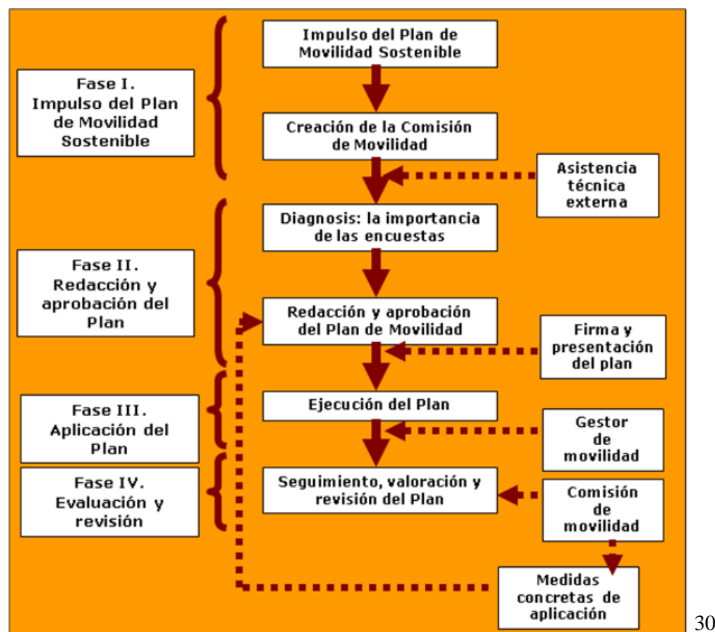 Impulso del Plan de
Movilidad Sostenible
Fase I.
Impulso del Plan
de Movilidad
Sostenible
Creación de la Comisión
de Movilidad
Asistencia
técnica
externa
Diagnosis: la importancia
de las encuestas
Fase II.
Redacción y
aprobación del
Plan
Redacción y aprobación
del Plan de Movilidad
Firma y
presentación
del plan
Fase III.
Aplicación del
Plan
Ejecución del Plan
Gestor
de
movilidad
Fase IV.
Evaluación y
revisión
Seguimiento, valoración y
revisión del Plan
Comisión
de
movilidad
Medidas
concretas de
aplicación
30